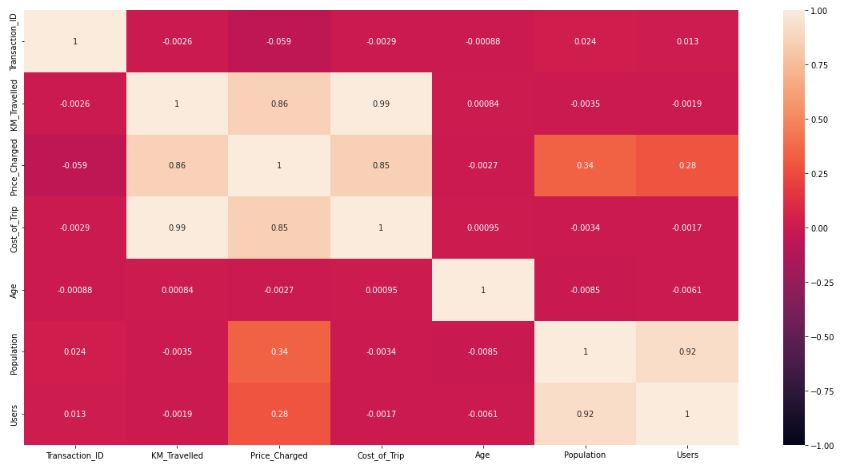 Transaction_ID 1 -0.0026 -0.059 -0.0029 -0.00088 0.024 0.013
KM_Travelled -0.0026 1 0.86 0.99 0.00084 -0.0035 -0.0019
Price_Charged -0.059 0.86 1 0.85 -0.0027 0.34 0.28
Cost_of_Trip -0.0029 0.99 0.85 1 0.00095 -0.0034 -0.0017
Age -0.00088 0.00084 -0.0027 0.00095 1 -0.0085 -0.0061
Population 0.024 -0.0035 0.34 -0.0034 -0.0085 1 0.92
Users 0.013 -0.0019 0.28 -0.0017 -0.0061 0.92 1
Transaction_ID KM_Travelled Price_Charged Cost_of_Trip Age Population Users
1.00
0.75
0.50
0.25
0.00
−0.25
−0.50
−0.75
−1.00